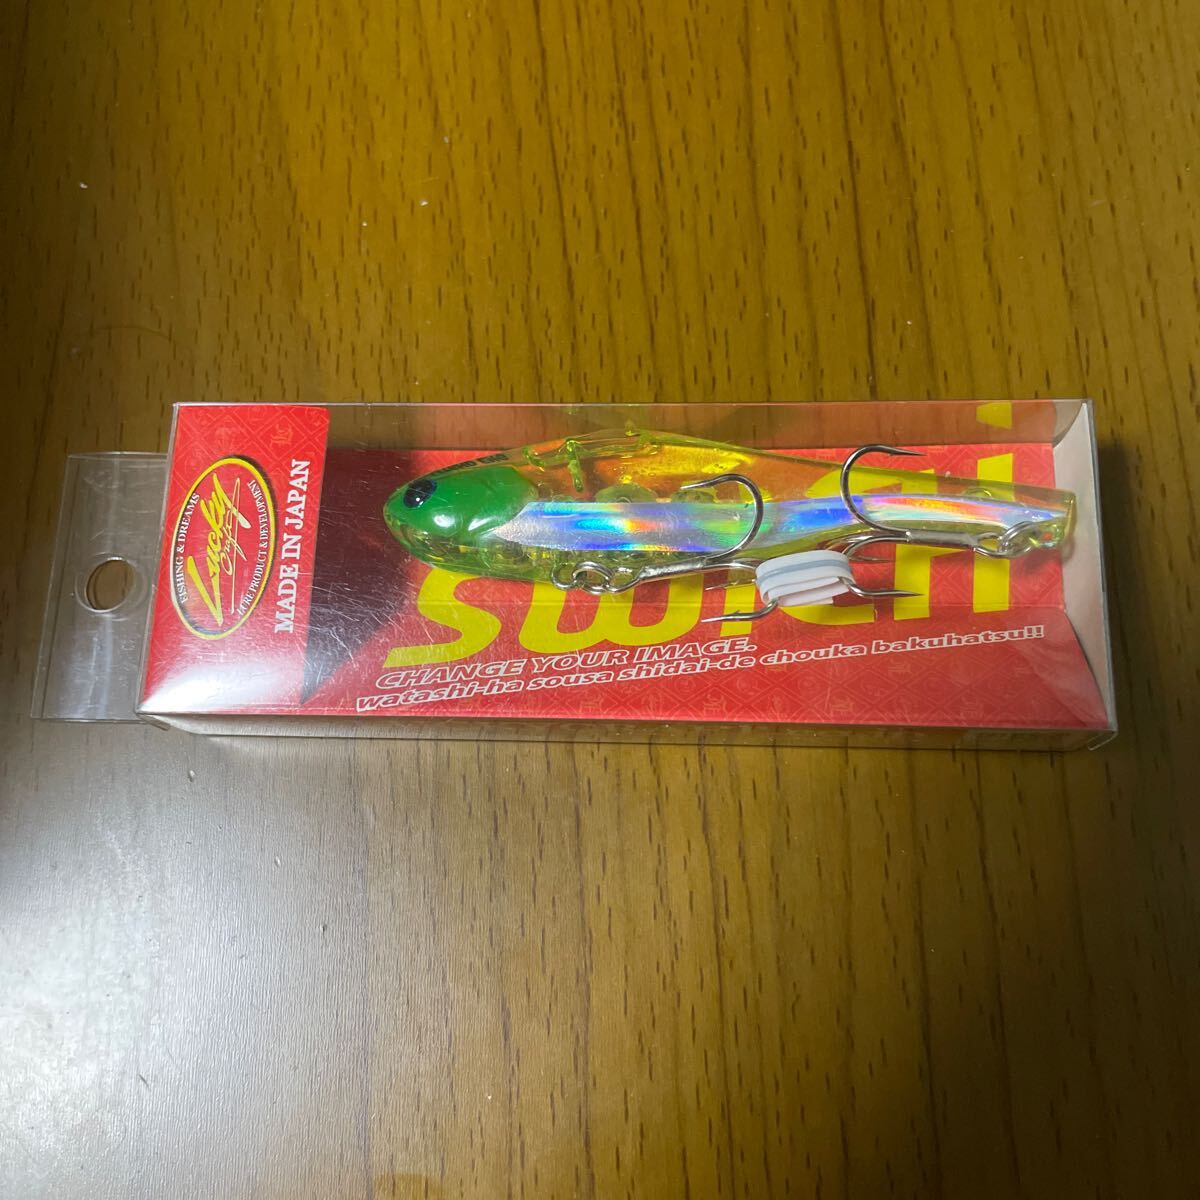 FISHING & DREAMS
Lucky Craft
LURE PRODUCT & DEVELOPMENT
MADE IN JAPAN
switch
CHANGE YOUR IMAGE.
watashi-ha sousa shidai-de chouka bakuhatsu!!